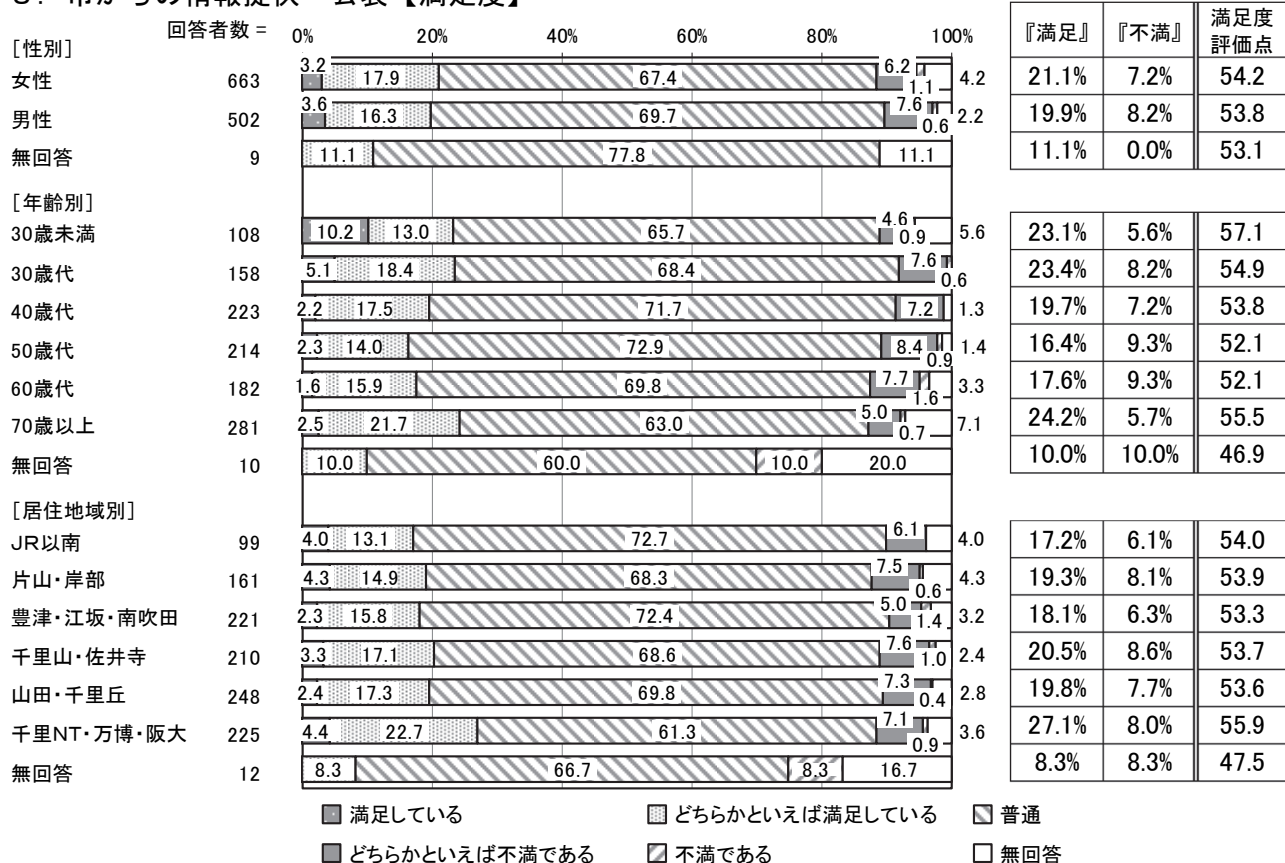 回答者数 =
0% 20% 40% 60% 80% 100%
『満足』 『不満』 満足度評価点
[性別]
女性 663 3.2 17.9 67.4 6.2 1.1 4.2 21.1% 7.2% 54.2
男性 502 3.6 16.3 69.7 7.6 0.6 2.2 19.9% 8.2% 53.8
無回答 9 11.1 77.8 11.1 11.1% 0.0% 53.1
[年齢別]
30歳未満 108 10.2 13.0 65.7 4.6 0.9 5.6 23.1% 5.6% 57.1
30歳代 158 5.1 18.4 68.4 7.6 0.6 23.4% 8.2% 54.9
40歳代 223 2.2 17.5 71.7 7.2 1.3 19.7% 7.2% 53.8
50歳代 214 2.3 14.0 72.9 8.4 0.9 1.4 16.4% 9.3% 52.1
60歳代 182 1.6 15.9 69.8 7.7 1.6 3.3 17.6% 9.3% 52.1
70歳以上 281 2.5 21.7 63.0 5.0 0.7 7.1 24.2% 5.7% 55.5
無回答 10 10.0 60.0 10.0 20.0 10.0% 10.0% 46.9
[居住地域別]
JR以南 99 4.0 13.1 72.7 6.1 4.0 17.2% 6.1% 54.0
片山・岸部 161 4.3 14.9 68.3 7.5 0.6 4.3 19.3% 8.1% 53.9
豊津・江坂・南吹田 221 2.3 15.8 72.4 5.0 1.4 3.2 18.1% 6.3% 53.3
千里山・佐井寺 210 3.3 17.1 68.6 7.6 1.0 2.4 20.5% 8.6% 53.7
山田・千里丘 248 2.4 17.3 69.8 7.3 0.4 2.8 19.8% 7.7% 53.6
千里NT・万博・阪大 225 4.4 22.7 61.3 7.1 0.9 3.6 27.1% 8.0% 55.9
無回答 12 8.3 66.7 8.3 16.7 8.3% 8.3% 47.5
満足している どちらかといえば満足している 普通
どちらかといえば不満である 不満である 無回答